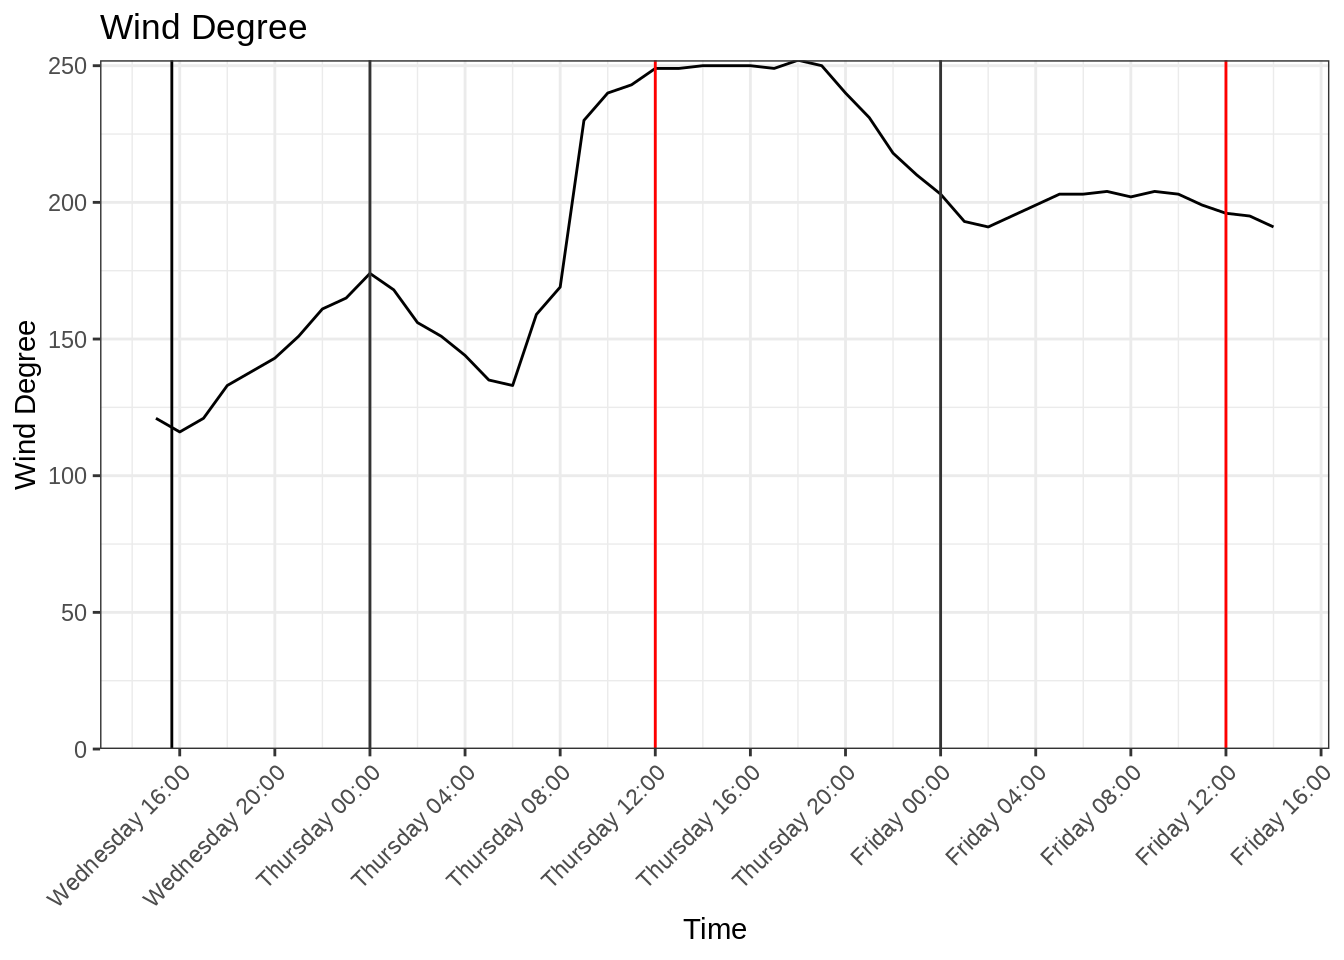 Wind Degree
Wind Degree
250
200
150
100
50
0
Wednesday 16:00
Wednesday 20:00
Thursday 00:00
Thursday 04:00
Thursday 08:00
Thursday 12:00
Thursday 16:00
Thursday 20:00
Friday 00:00
Friday 04:00
Friday 08:00
Friday 12:00
Friday 16:00
Time